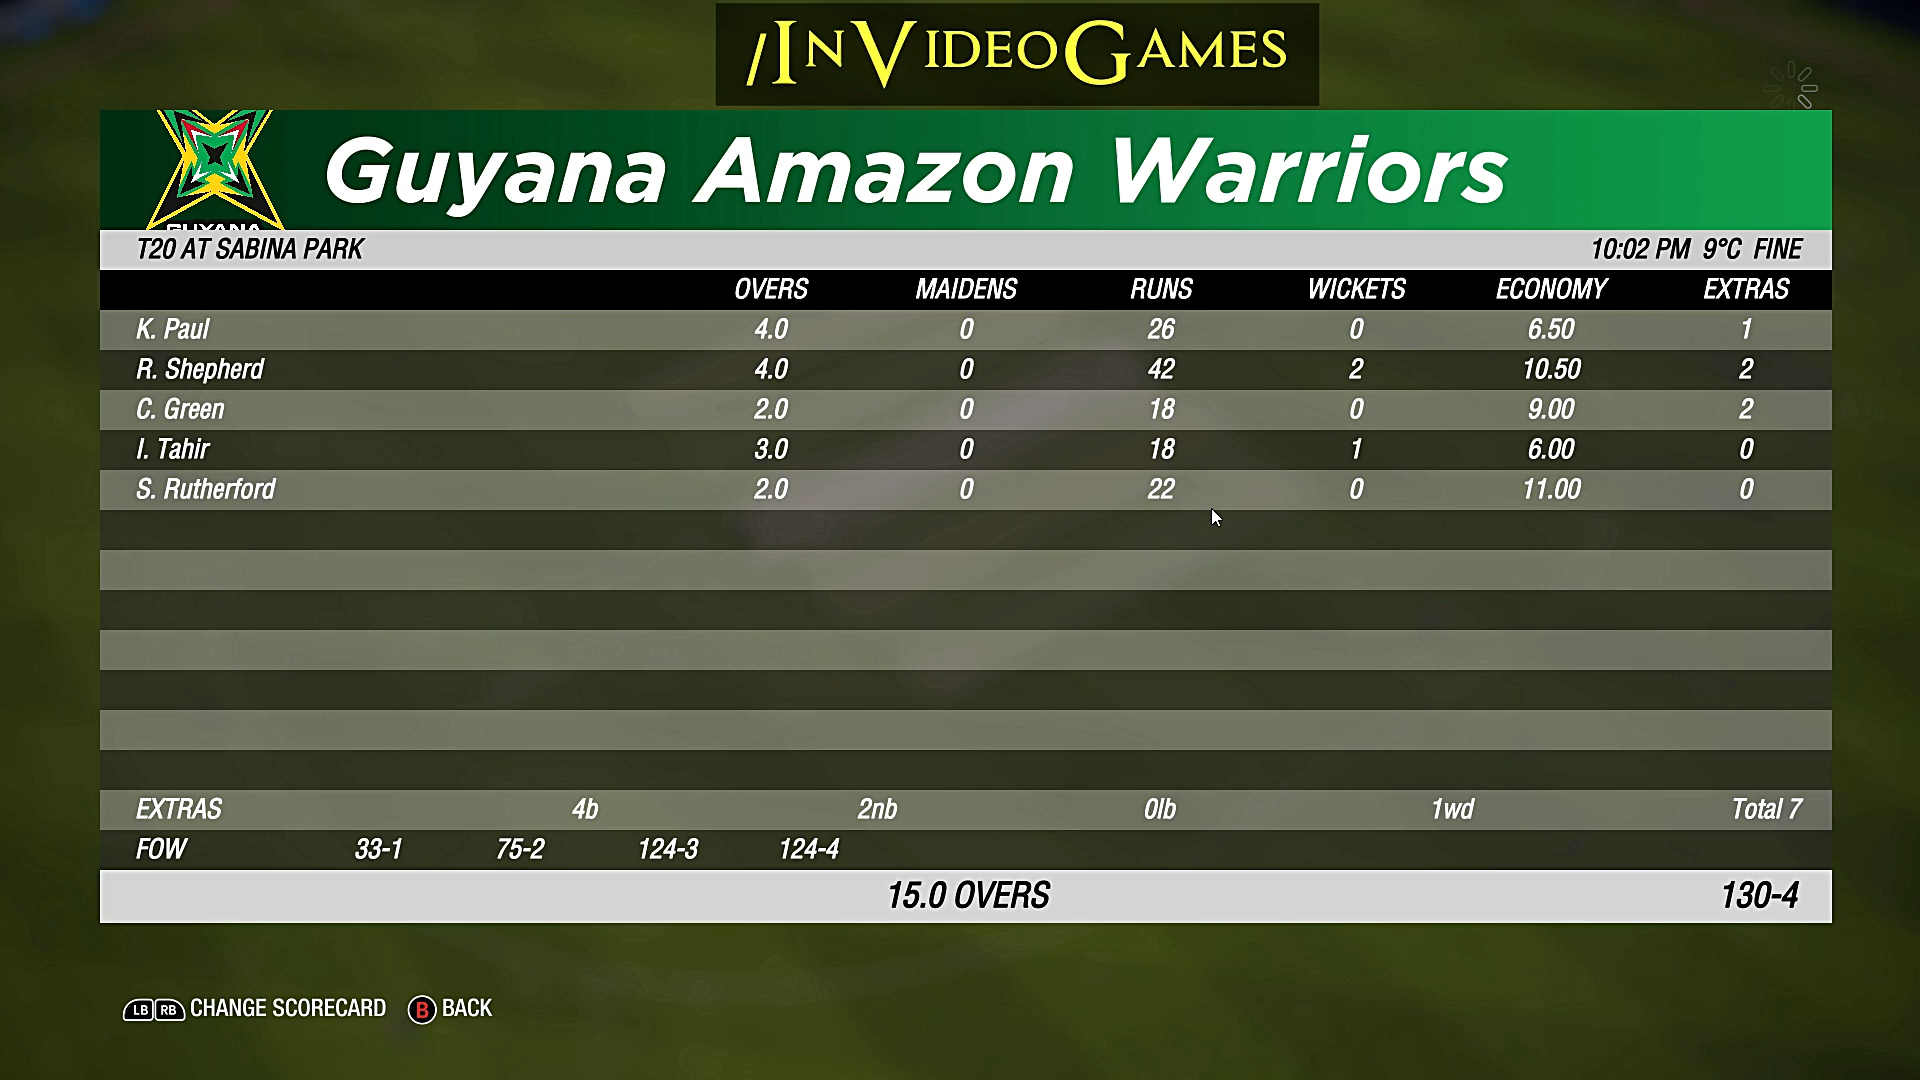 /InVideoGames
GUYANA
Guyana Amazon Warriors
T20 AT SABINA PARK 10:02 PM 9°C FINE
OVERS MAIDENS RUNS WICKETS ECONOMY EXTRAS
K. Paul 4.0 0 26 0 6.50 1
R. Shepherd 4.0 0 42 2 10.50 2
C. Green 2.0 0 18 0 9.00 2
I. Tahir 3.0 0 18 1 6.00 0
S. Rutherford 2.0 0 22 0 11.00 0
EXTRAS 4b 2nb 0lb 1wd Total 7
FOW 33-1 75-2 124-3 124-4
15.0 OVERS 130-4
LB RB CHANGE SCORECARD B BACK